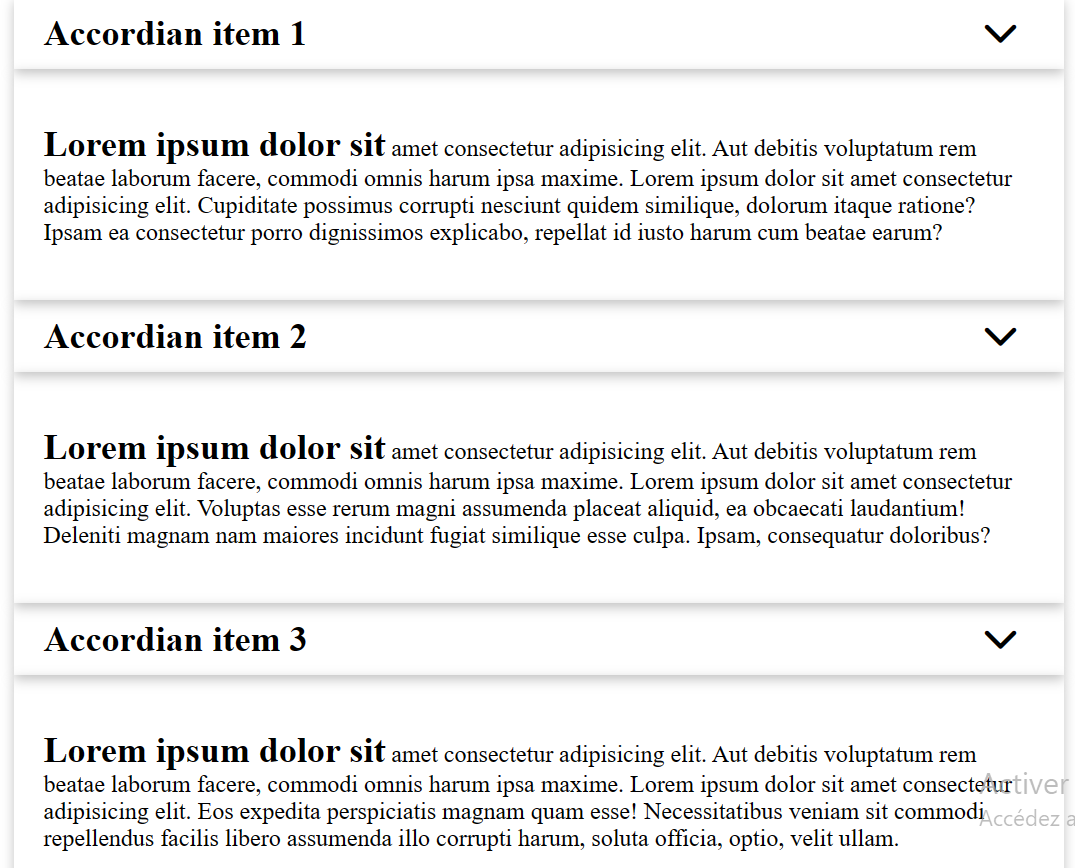 Accordian item 1
Lorem ipsum dolor sit amet consectetur adipisicing elit. Aut debitis voluptatum rem
beatae laborum facere, commodi omnis harum ipsa maxime. Lorem ipsum dolor sit amet consectetur
adipisicing elit. Cupiditate possimus corrupti nesciunt quidem similique, dolorum itaque ratione?
Ipsam ea consectetur porro dignissimos explicabo, repellat id iusto harum cum beatae earum?
Accordian item 2
Lorem ipsum dolor sit amet consectetur adipisicing elit. Aut debitis voluptatum rem
beatae laborum facere, commodi omnis harum ipsa maxime. Lorem ipsum dolor sit amet consectetur
adipisicing elit. Voluptas esse rerum magni assumenda placeat aliquid, ea obcaecati laudantium!
Deleniti magnam nam maiores incidunt fugiat similique esse culpa. Ipsam, consequatur doloribus?
Accordian item 3
Lorem ipsum dolor sit amet consectetur adipisicing elit. Aut debitis voluptatum rem
beatae laborum facere, commodi omnis harum ipsa maxime. Lorem ipsum dolor sit amet consectetur
adipisicing elit. Eos expedita perspiciatis magnam quam esse! Necessitatibus veniam sit commodi
repellendus facilis libero assumenda illo corrupti harum, soluta officia, optio, velit ullam.
Activer
Accédez a